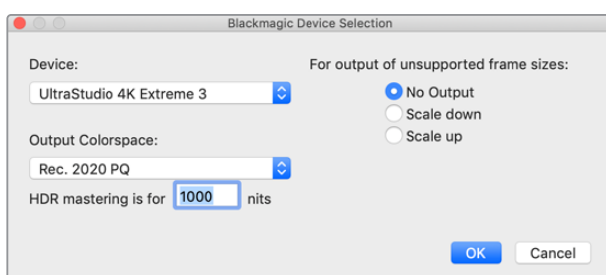 Blackmagic Device Selection
Device:
UltraStudio 4K Extreme 3
Output Colorspace:
Rec. 2020 PQ
HDR mastering is for 1000 nits
For output of unsupported frame sizes:
No Output
Scale down
Scale up
OK Cancel